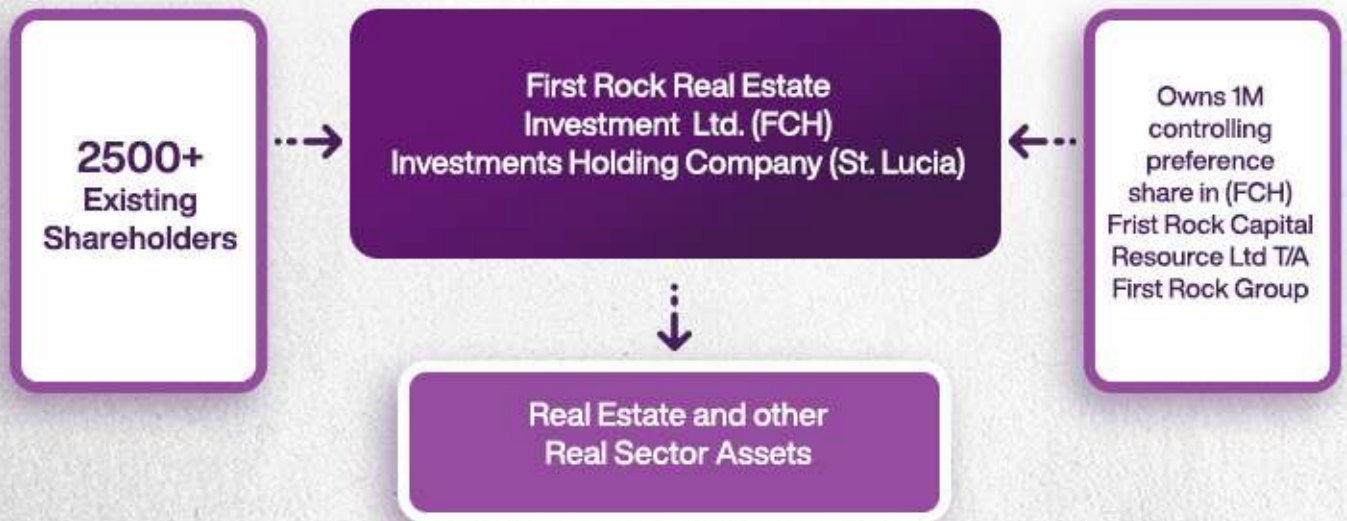 2500+
Existing
Shareholders
First Rock Real Estate
Investment Ltd. (FCH)
Investments Holding Company (St. Lucia)
Owns 1M
controlling
preference
share in (FCH)
Frist Rock Capital
Resource Ltd T/A
First Rock Group
Real Estate and other
Real Sector Assets